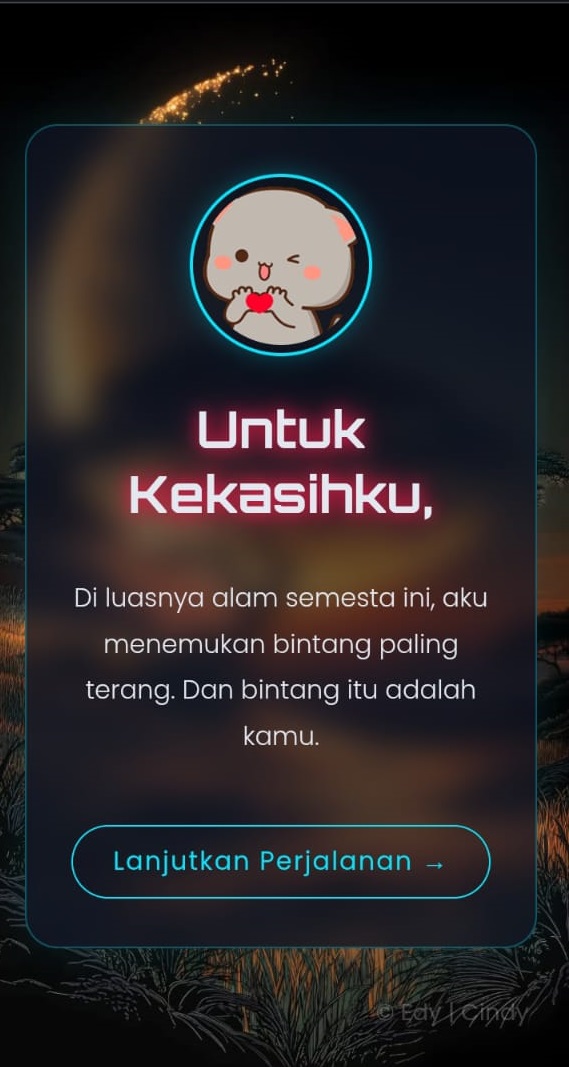 Untuk
Kekasihku,
Di luasnya alam semesta ini, aku
menemukan bintang paling
terang. Dan bintang itu adalah
kamu.
Lanjutkan Perjalanan →
© Edy | Cindy